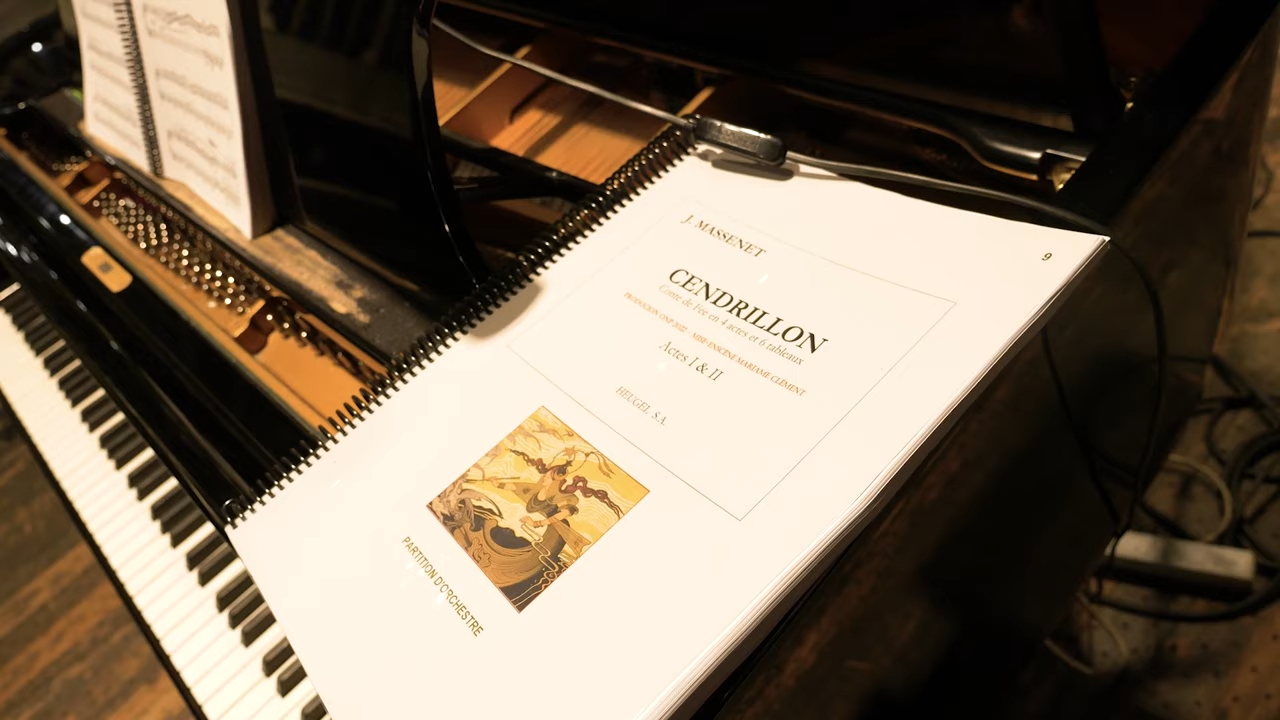 9
J. MASSENET
CENDRILLON
Conte de Fée en 4 actes et 6 tableaux
PRODUCTION ONP 2022 - MISE EN SCÈNE MARIAME CLÉMENT
Actes I & II
HEUGEL S.A.
PARTITION D'ORCHESTRE